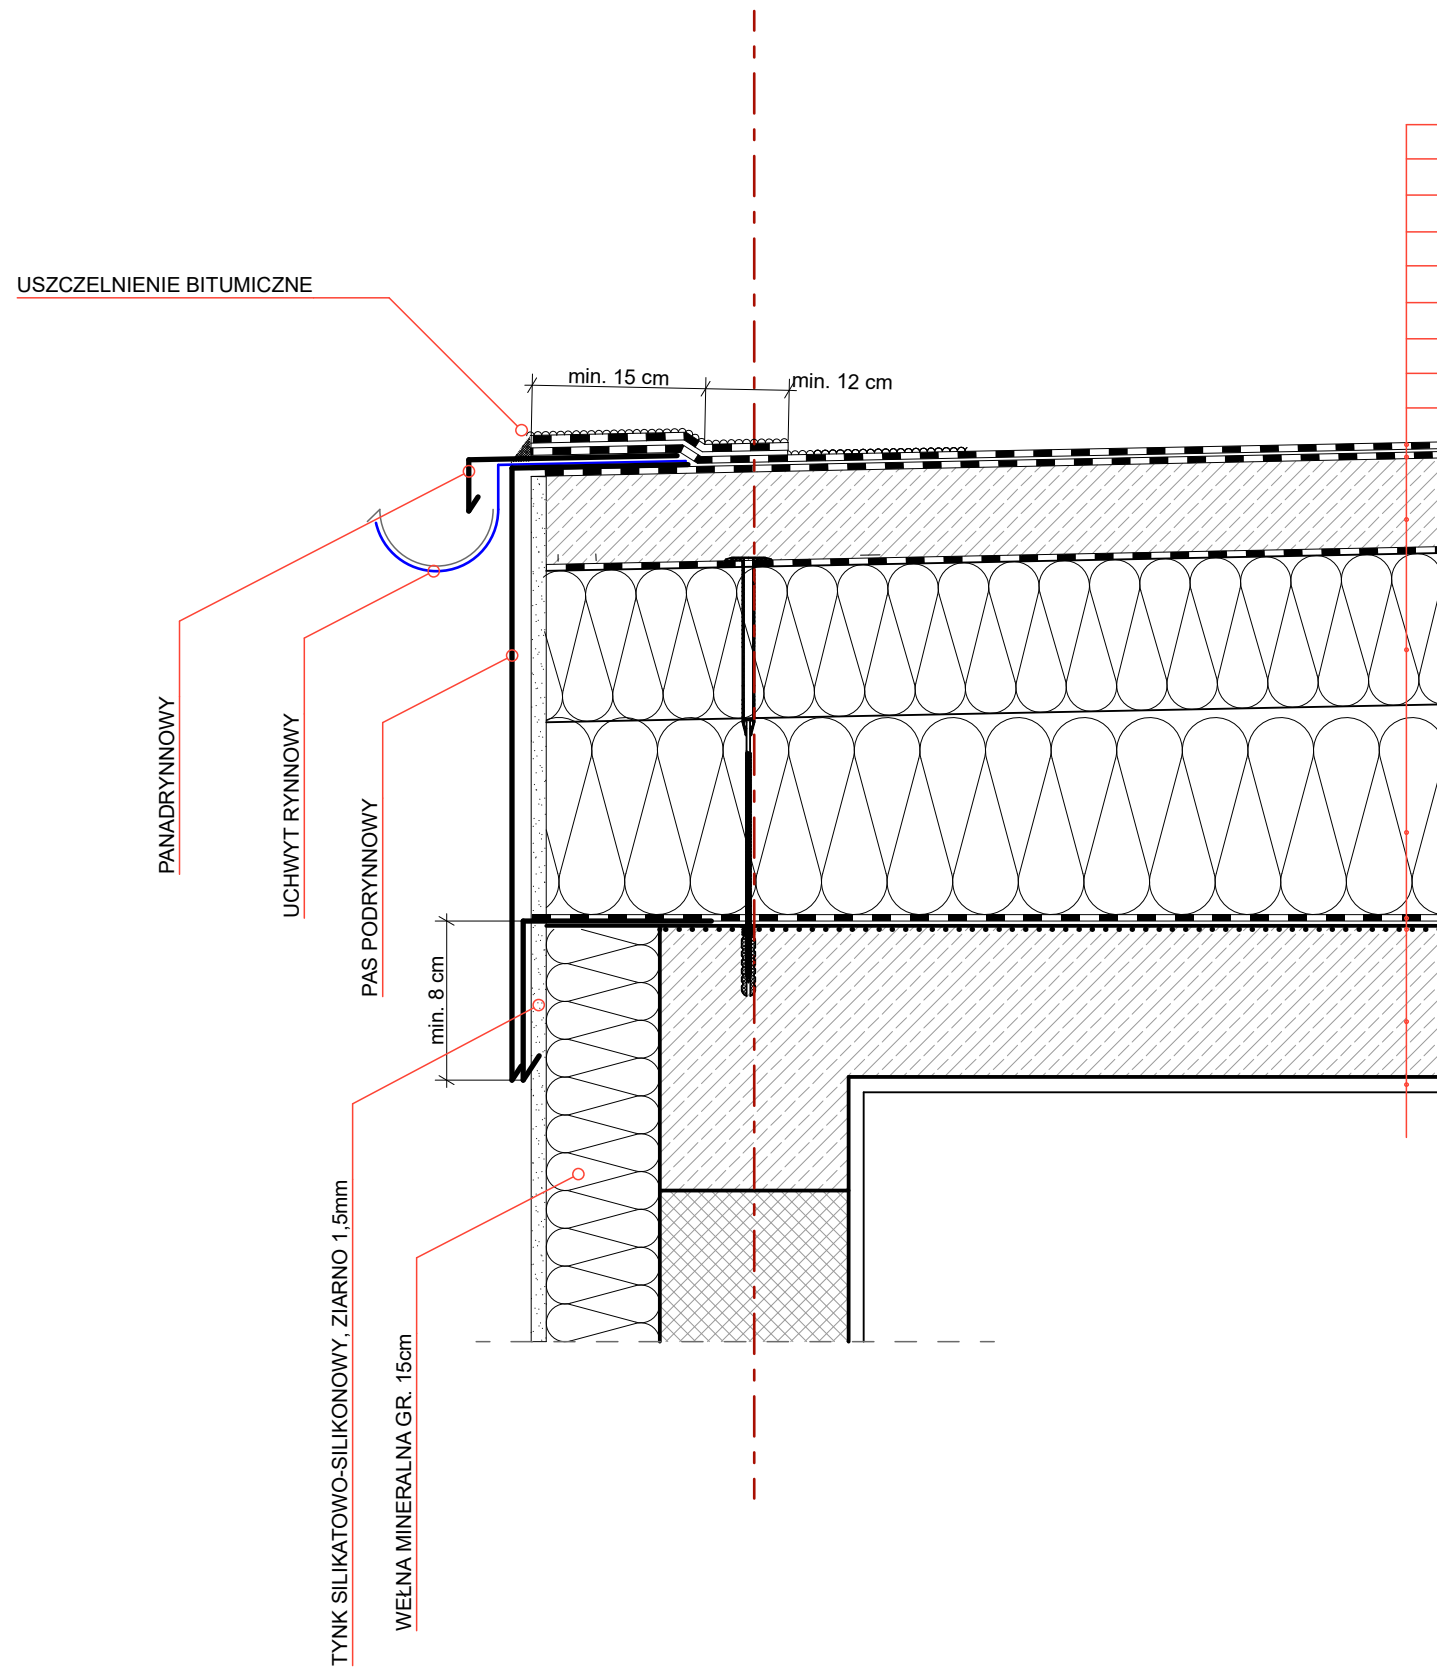 USZCZELNIENIE BITUMICZNE
min. 15 cm
min. 12 cm
PANADRYNNOWY
UCHWYT RYNNOWY
PAS PODRYNNOWY
min. 8 cm
TYNK SILIKATOWO-SILIKONOWY, ZIARNO 1,5mm
WEŁNA MINERALNA GR. 15cm